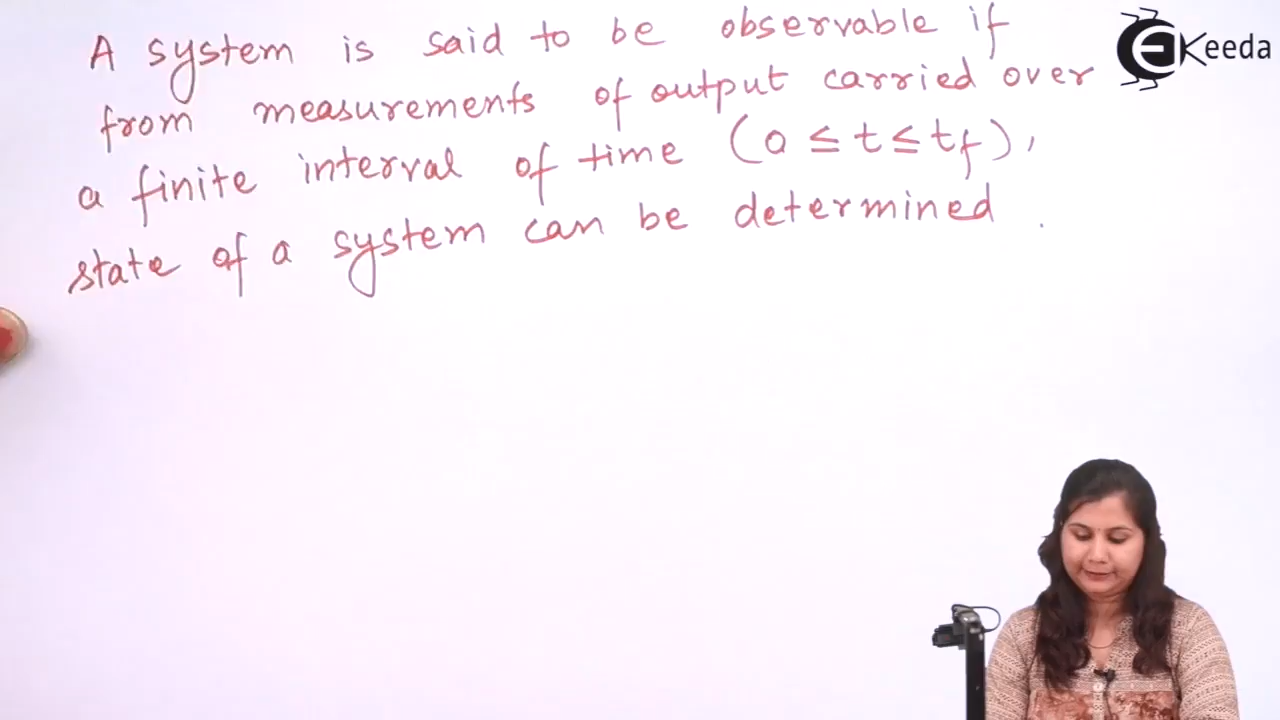 A system is said to be observable if
from measurements of output carried over
a finite interval of time (0 ≤ t ≤ tf),
state of a system can be determined.
EKeeda